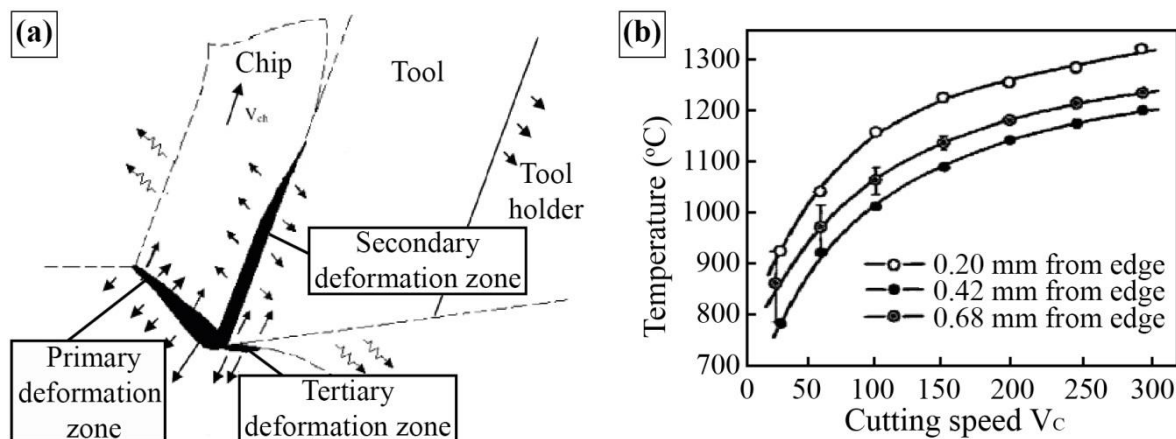 (a)
Chip
V_ch
Tool
Tool
holder
Secondary
deformation zone
Primary
deformation
zone
Tertiary
deformation zone
(b)
Temperature (°C)
1300
1200
1100
1000
900
800
700
0.20 mm from edge
0.42 mm from edge
0.68 mm from edge
0 50 100 150 200 250 300
Cutting speed Vc